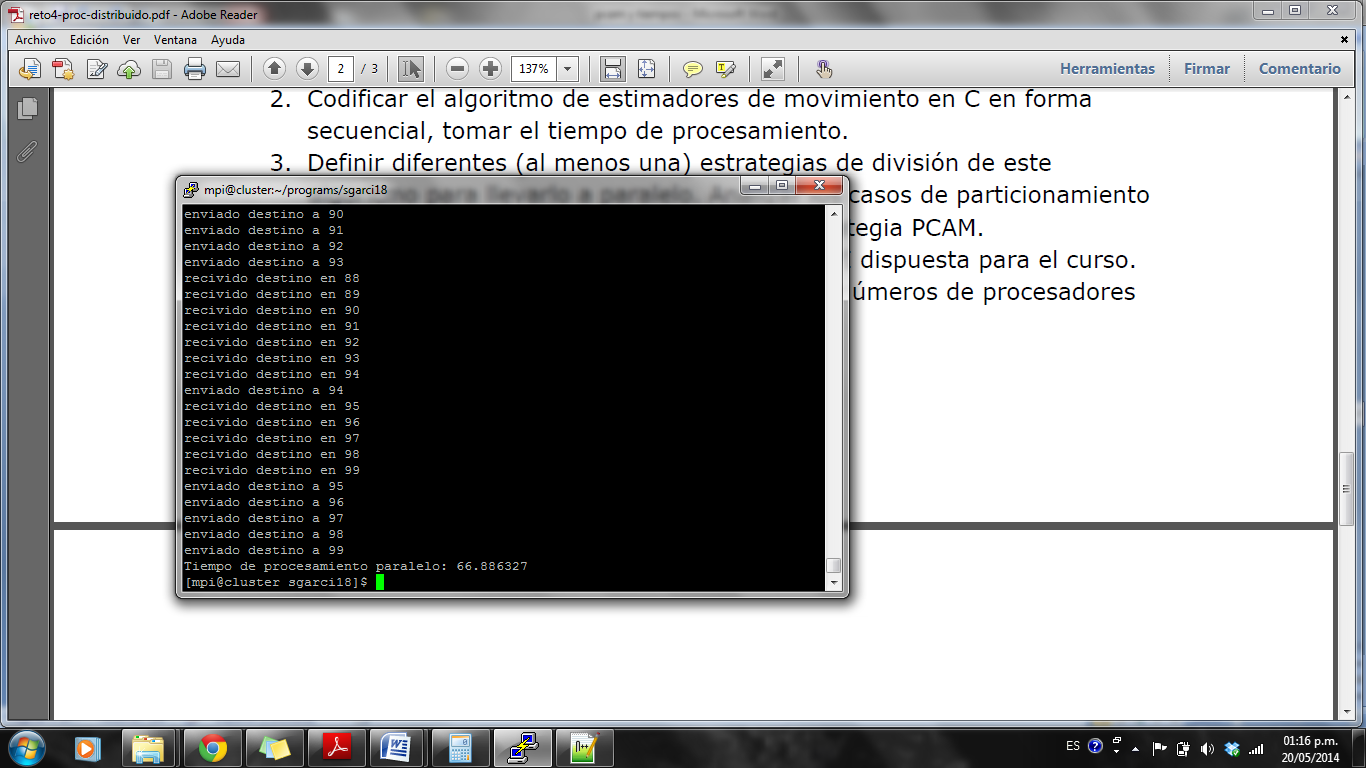 reto4-proc-distribuido.pdf - Adobe Reader
Archivo Edición Ver Ventana Ayuda
2 / 3 137% Herramientas Firmar Comentario
2. Codificar el algoritmo de estimadores de movimiento en C en forma
secuencial, tomar el tiempo de procesamiento.
3. Definir diferentes (al menos una) estrategias de división de este
casos de particionamiento
tegia PCAM.
dispuesta para el curso.
úmeros de procesadores
mpi@cluster:~/programs/sgarci18
enviado destino a 90
enviado destino a 91
enviado destino a 92
enviado destino a 93
recivido destino en 88
recivido destino en 89
recivido destino en 90
recivido destino en 91
recivido destino en 92
recivido destino en 93
recivido destino en 94
enviado destino a 94
recivido destino en 95
recivido destino en 96
recivido destino en 97
recivido destino en 98
recivido destino en 99
enviado destino a 95
enviado destino a 96
enviado destino a 97
enviado destino a 98
enviado destino a 99
Tiempo de procesamiento paralelo: 66.886327
[mpi@cluster sgarci18]$
ES 01:16 p.m.
20/05/2014